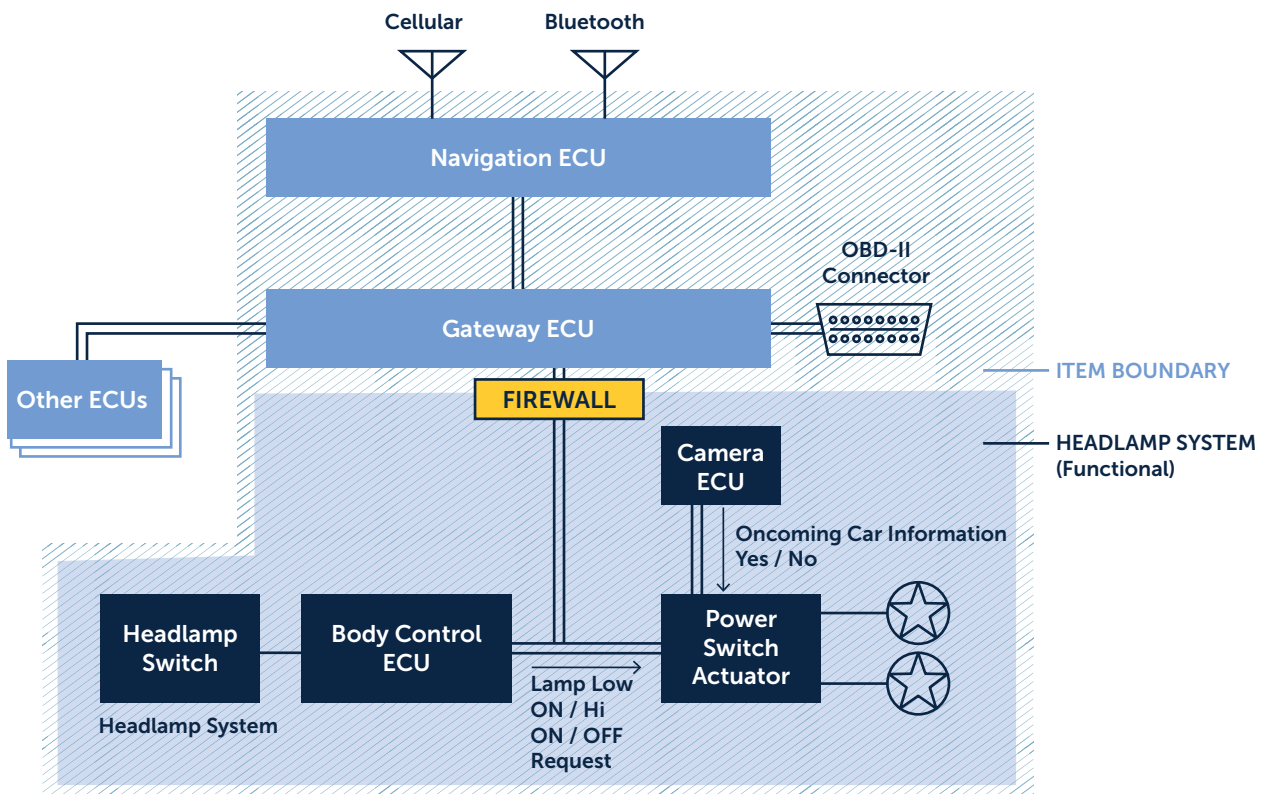 Cellular
Bluetooth
Navigation ECU
OBD-II
Connector
Gateway ECU
ITEM BOUNDARY
Other ECUs
FIREWALL
HEADLAMP SYSTEM
(Functional)
Camera
ECU
Oncoming Car Information
Yes / No
Headlamp
Switch
Body Control
ECU
Power
Switch
Actuator
Lamp Low
ON / Hi
ON / OFF
Request
Headlamp System